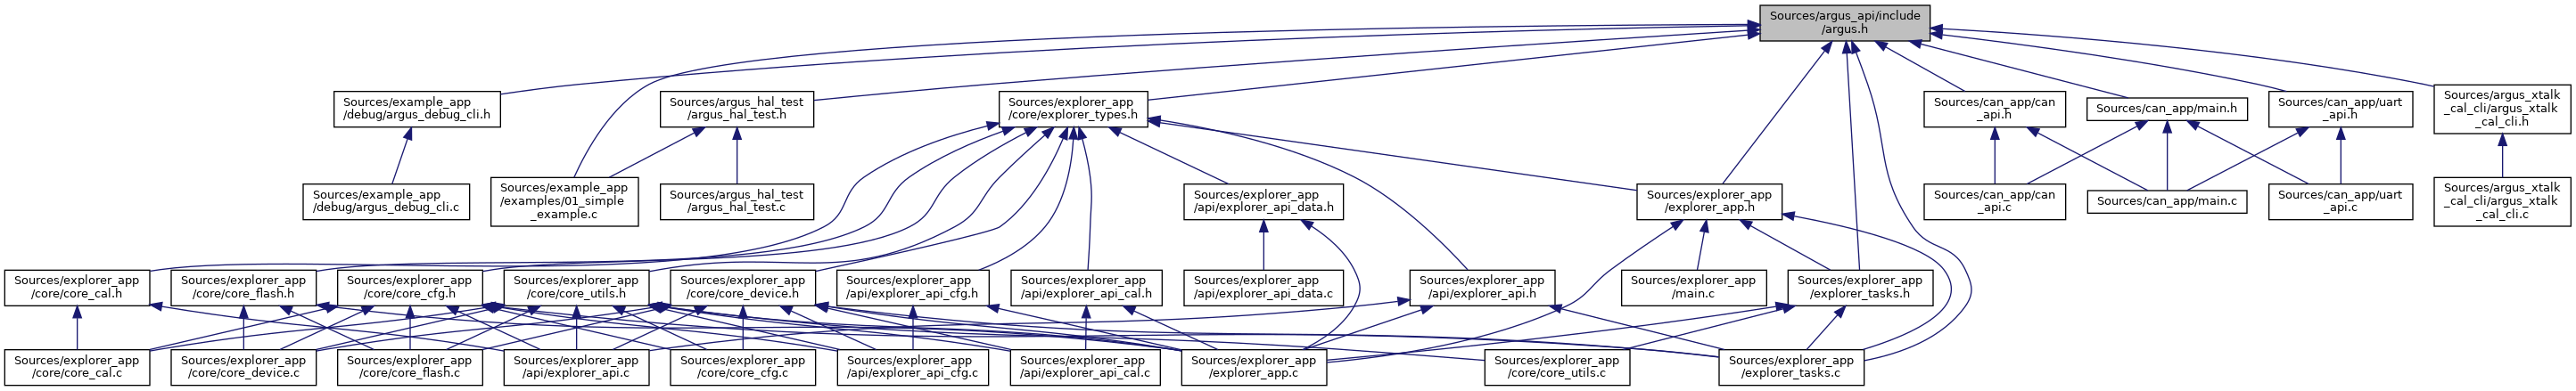 Sources/argus_api/include
/argus.h
Sources/example_app
/debug/argus_debug_cli.h
Sources/argus_hal_test
/argus_hal_test.h
Sources/explorer_app
/core/explorer_types.h
Sources/can_app/can
_api.h
Sources/can_app/main.h
Sources/can_app/uart
_api.h
Sources/argus_xtalk
_cal_cli/argus_xtalk
_cal_cli.h
Sources/example_app
/debug/argus_debug_cli.c
Sources/example_app
/examples/01_simple
_example.c
Sources/argus_hal_test
/argus_hal_test.c
Sources/explorer_app
/api/explorer_api_data.h
Sources/explorer_app
/explorer_app.h
Sources/can_app/can
_api.c
Sources/can_app/main.c
Sources/can_app/uart
_api.c
Sources/argus_xtalk
_cal_cli/argus_xtalk
_cal_cli.c
Sources/explorer_app
/core/core_cal.h
Sources/explorer_app
/core/core_flash.h
Sources/explorer_app
/core/core_cfg.h
Sources/explorer_app
/core/core_utils.h
Sources/explorer_app
/core/core_device.h
Sources/explorer_app
/api/explorer_api_cfg.h
Sources/explorer_app
/api/explorer_api_cal.h
Sources/explorer_app
/api/explorer_api_data.c
Sources/explorer_app
/api/explorer_api.h
Sources/explorer_app
/main.c
Sources/explorer_app
/explorer_tasks.h
Sources/explorer_app
/core/core_cal.c
Sources/explorer_app
/core/core_device.c
Sources/explorer_app
/core/core_flash.c
Sources/explorer_app
/api/explorer_api.c
Sources/explorer_app
/core/core_cfg.c
Sources/explorer_app
/api/explorer_api_cfg.c
Sources/explorer_app
/api/explorer_api_cal.c
Sources/explorer_app
/explorer_app.c
Sources/explorer_app
/core/core_utils.c
Sources/explorer_app
/explorer_tasks.c